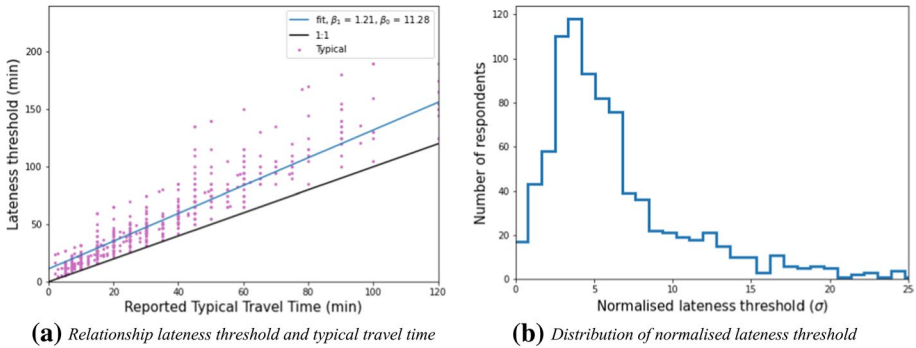 fit, β₁ = 1.21, β₀ = 11.28
1:1
Typical
Lateness threshold (min)
200
150
100
50
0
0 20 40 60 80 100 120
Reported Typical Travel Time (min)
(a) Relationship lateness threshold and typical travel time
Number of respondents
120
100
80
60
40
20
0
0 5 10 15 20 25
Normalised lateness threshold (σ)
(b) Distribution of normalised lateness threshold